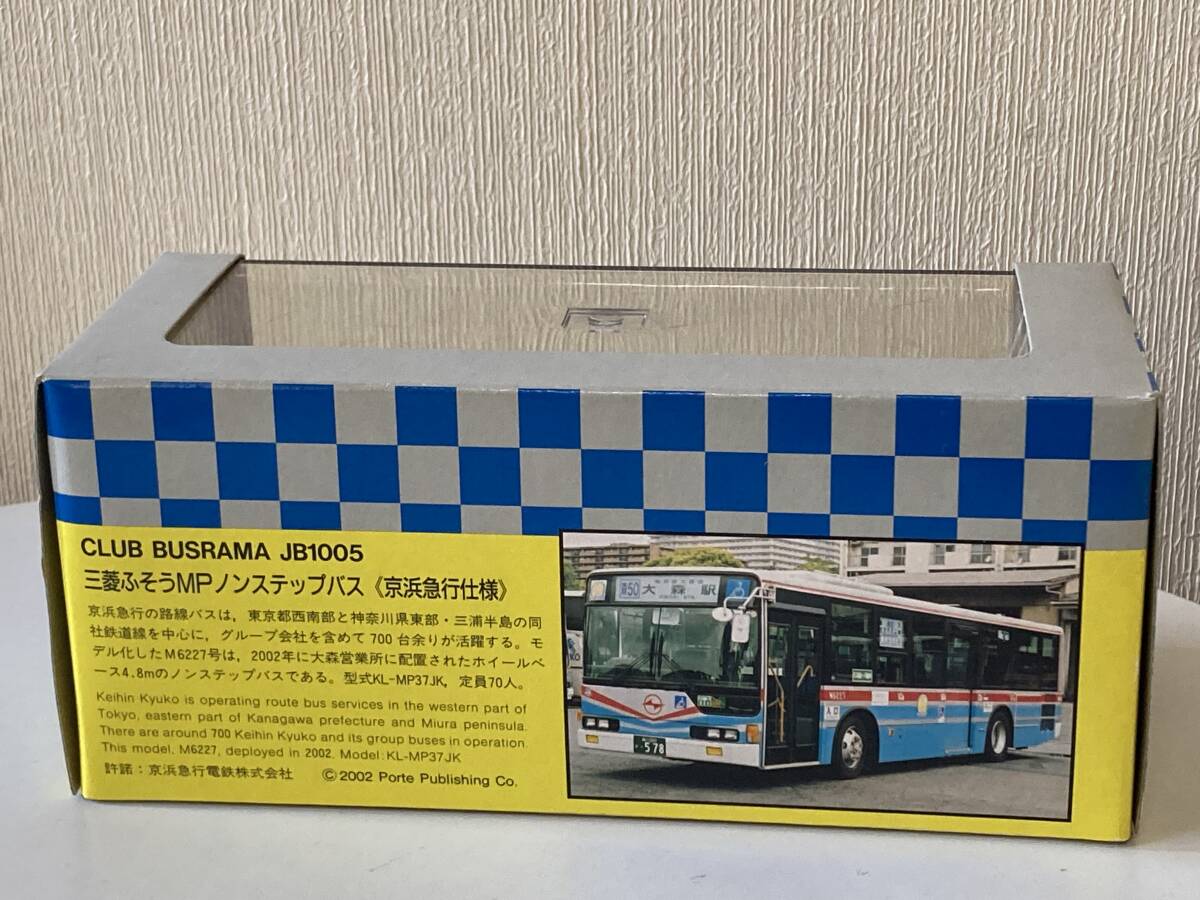 CLUB BUSRAMA JB1005
三菱ふそうMPノンステップバス《京浜急行仕様》
京浜急行の路線バスは，東京都西南部と神奈川県東部・三浦半島の同
社鉄道線を中心に，グループ会社を含めて700台余りが活躍する。モ
デル化したM6227号は，2002年に大森営業所に配置されたホイールベ
ース4.8mのノンステップバスである。型式KL-MP37JK，定員70人。
Keihin Kyuko is operating route bus services in the western part of
Tokyo, eastern part of Kanagawa prefecture and Miura peninsula.
There are around 700 Keihin Kyuko and its group buses in operation.
This model, M6227, deployed in 2002. Model:KL-MP37JK
許諾：京浜急行電鉄株式会社 ©2002 Porte Publishing Co.
森50 大森駅
M6227
入口
578